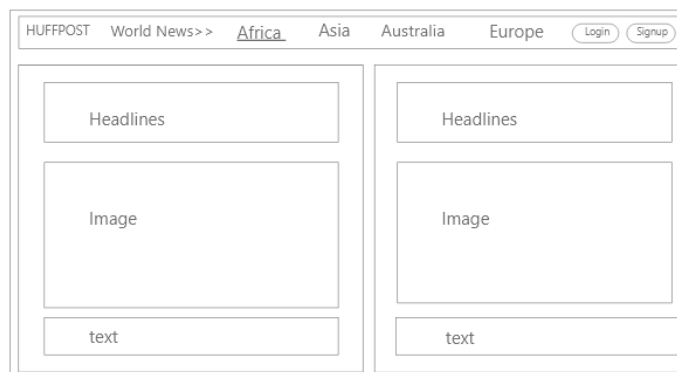 HUFFPOST World News>> Africa Asia Australia Europe Login Signup
Headlines Headlines
Image Image
text text